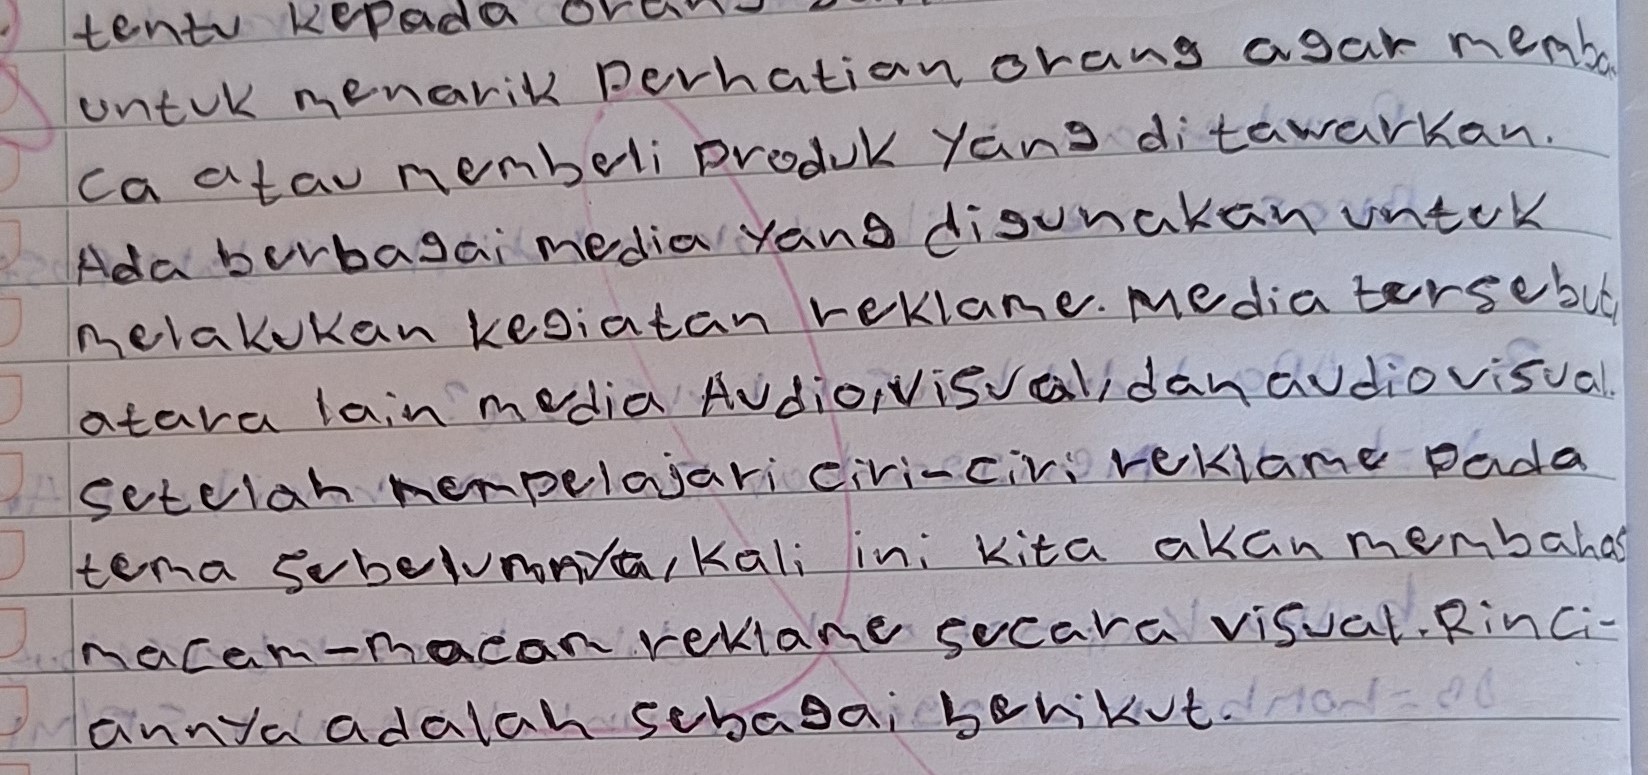 tentu kepada orang
untuk menarik perhatian orang agar memba
ca atau membeli produk yang ditawarkan.
Ada berbagai media yang digunakan untuk
melakukan kegiatan reklame. Media tersebut,
atara lain media Audio, visual, dan audiovisual.
setelah mempelajari ciri-ciri reklame pada
tema sebelumnya, kali ini kita akan membahas
macam-macam reklame secara visual. Rinci-
annya adalah sebagai berikut.